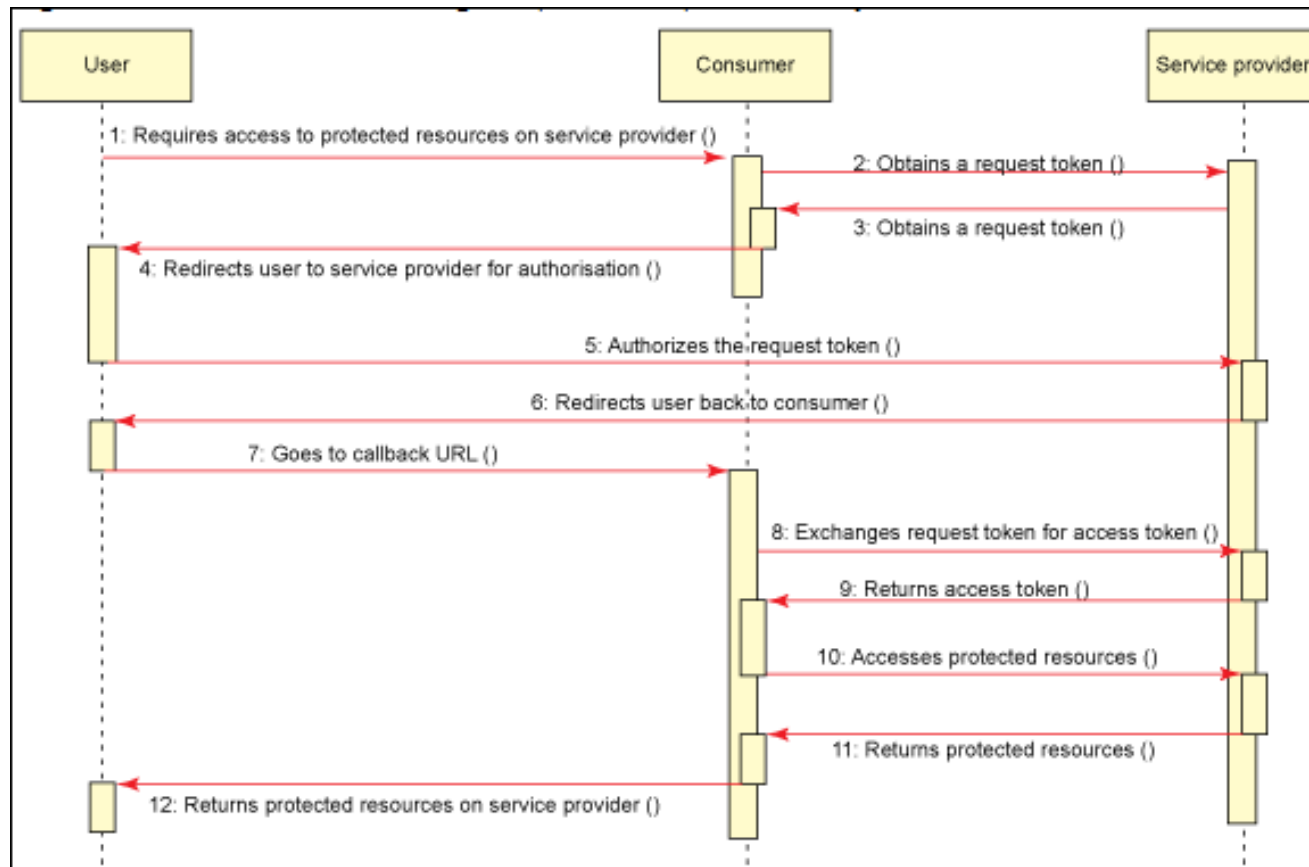 User
Consumer
Service provider
1: Requires access to protected resources on service provider ()
2: Obtains a request token ()
3: Obtains a request token ()
4: Redirects user to service provider for authorisation ()
5: Authorizes the request token ()
6: Redirects user back to consumer ()
7: Goes to callback URL ()
8: Exchanges request token for access token ()
9: Returns access token ()
10: Accesses protected resources ()
11: Returns protected resources ()
12: Returns protected resources on service provider ()